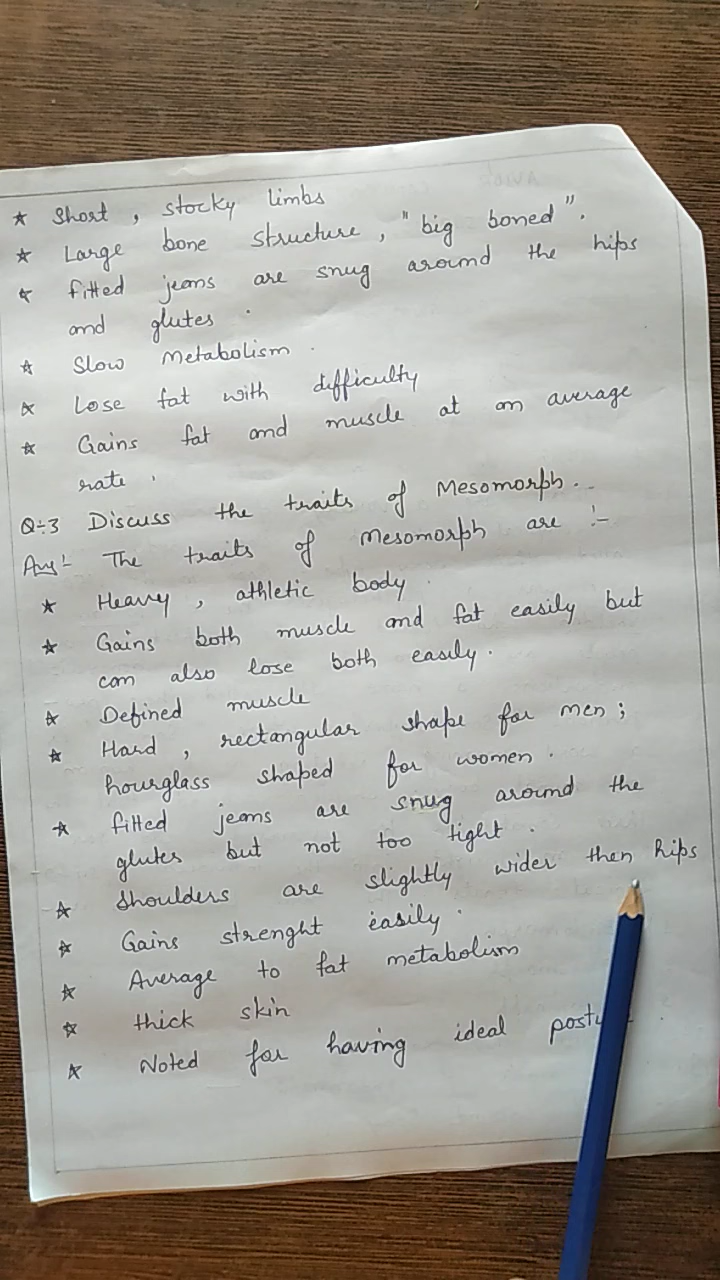 ★ Short , stocky limbs
★ Large bone structure , "big boned".
★ fitted jeans are snug around the hips
and glutes .
★ Slow Metabolism .
★ Lose fat with difficulty
★ Gains fat and muscle at an average
rate .
Q:-3 Discuss the traits of Mesomorph .
Ans:- The traits of Mesomorph are :-
★ Heavy , athletic body .
★ Gains both muscle and fat easily but
can also lose both easily .
★ Defined muscle
★ Hard , rectangular shape for men ;
hourglass shaped for women .
★ fitted jeans are snug around the
glutes but not too tight .
★ Shoulders are slightly wider then hips
★ Gains strenght easily .
★ Average to fat metabolism
★ thick skin
★ Noted for having ideal